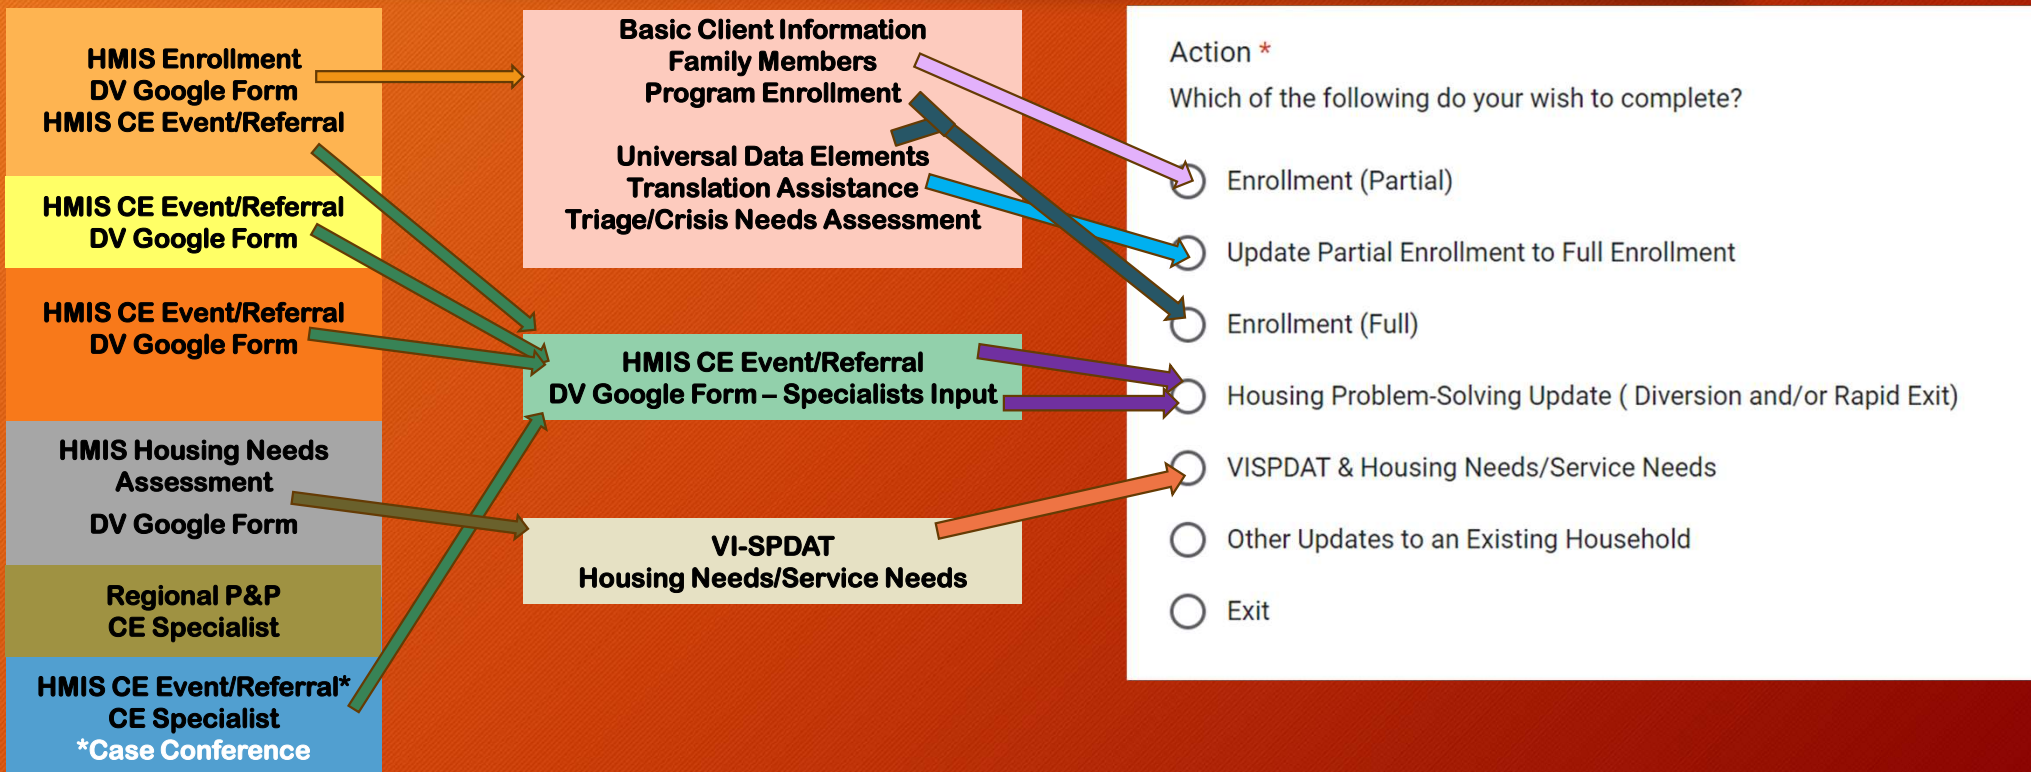 HMIS Enrollment
DV Google Form
HMIS CE Event/Referral
HMIS CE Event/Referral
DV Google Form
HMIS CE Event/Referral
DV Google Form
HMIS Housing Needs
Assessment
DV Google Form
Regional P&P
CE Specialist
HMIS CE Event/Referral*
CE Specialist
*Case Conference
Basic Client Information
Family Members
Program Enrollment
Universal Data Elements
Translation Assistance
Triage/Crisis Needs Assessment
HMIS CE Event/Referral
DV Google Form – Specialists Input
VI-SPDAT
Housing Needs/Service Needs
Action *
Which of the following do your wish to complete?
Enrollment (Partial)
Update Partial Enrollment to Full Enrollment
Enrollment (Full)
Housing Problem-Solving Update ( Diversion and/or Rapid Exit)
VISPDAT & Housing Needs/Service Needs
Other Updates to an Existing Household
Exit